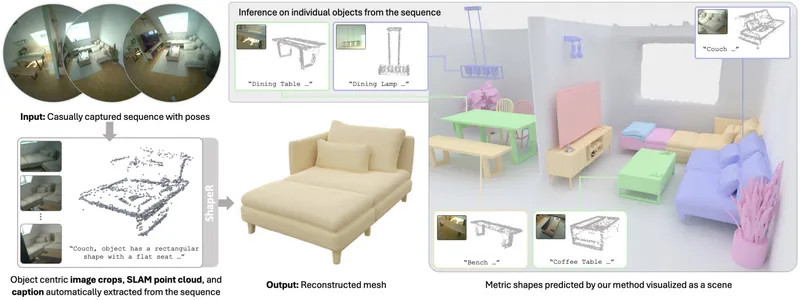 Input: Casually captured sequence with poses
"Couch, object has a rectangular
shape with a flat seat …"
ShapeR
Object centric image crops, SLAM point cloud, and
caption automatically extracted from the sequence
Output: Reconstructed mesh
Inference on individual objects from the sequence
"Dining Table …"
"Dining Lamp …"
"Couch …"
"Bench …"
"Coffee Table …"
Metric shapes predicted by our method visualized as a scene